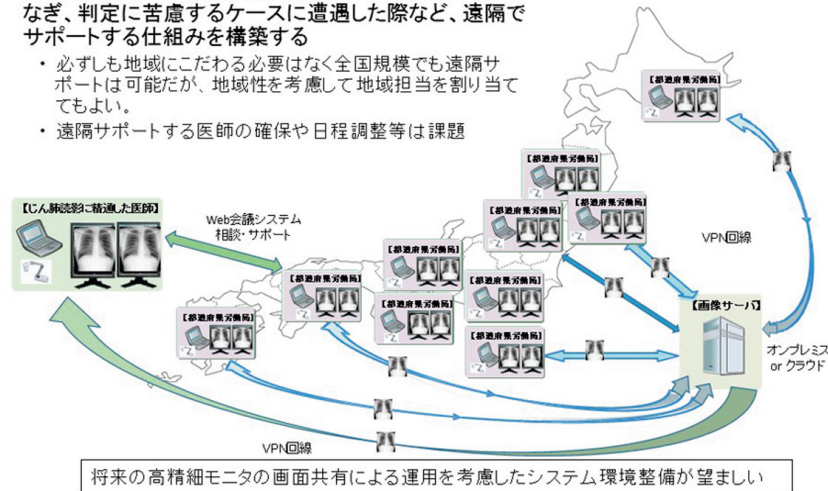 なぎ、判定に苦慮するケースに遭遇した際など、遠隔で
サポートする仕組みを構築する
・ 必ずしも地域にこだわる必要はなく全国規模でも遠隔サ
ポートは可能だが、地域性を考慮して地域担当を割り当て
てもよい。
・ 遠隔サポートする医師の確保や日程調整等は課題
【都道府県労働局】
【都道府県労働局】
【じん肺読影に精通した医師】
Web会議システム
相談・サポート
【都道府県労働局】
【都道府県労働局】
VPN回線
【都道府県労働局】
【都道府県労働局】
【都道府県労働局】
【都道府県労働局】
【都道府県労働局】
【画像サーバ】
【都道府県労働局】
【都道府県労働局】
オンプレミス
or クラウド
VPN回線
将来の高精細モニタの画面共有による運用を考慮したシステム環境整備が望ましい